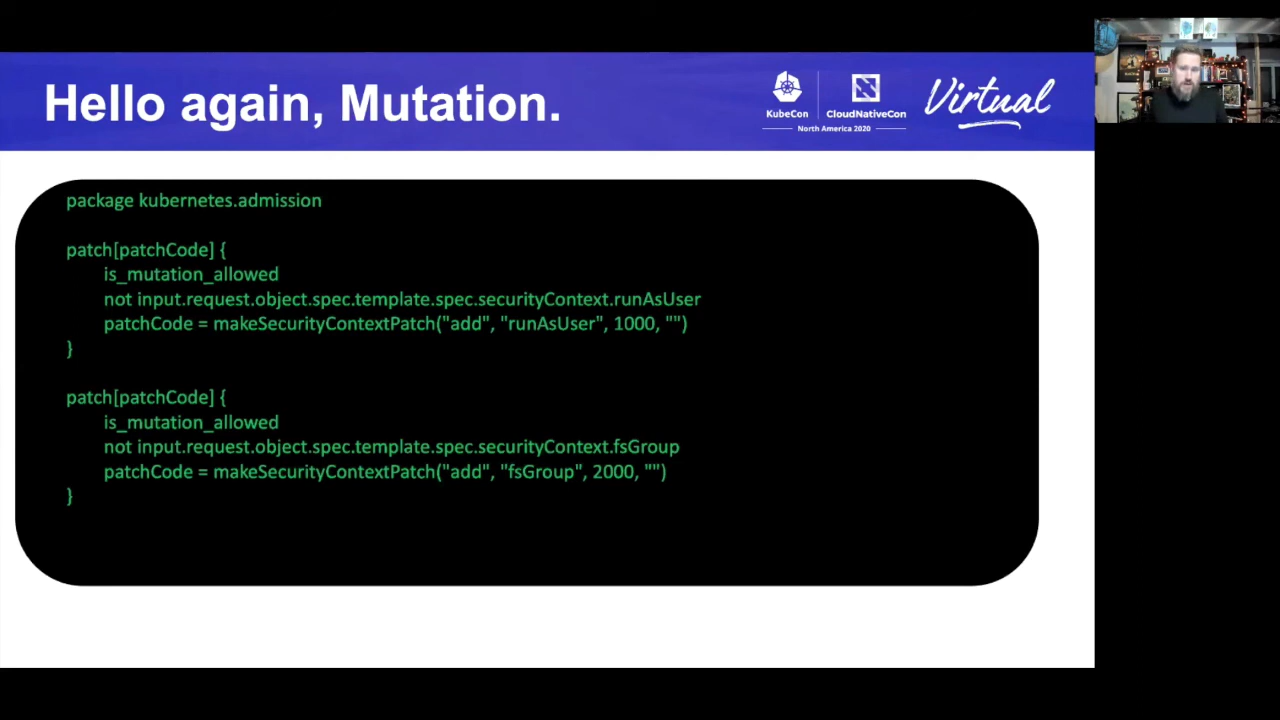 Hello again, Mutation.
KubeCon
CloudNativeCon
North America 2020
Virtual
package kubernetes.admission
patch[patchCode] {
is_mutation_allowed
not input.request.object.spec.template.spec.securityContext.runAsUser
patchCode = makeSecurityContextPatch("add", "runAsUser", 1000, "")
}
patch[patchCode] {
is_mutation_allowed
not input.request.object.spec.template.spec.securityContext.fsGroup
patchCode = makeSecurityContextPatch("add", "fsGroup", 2000, "")
}